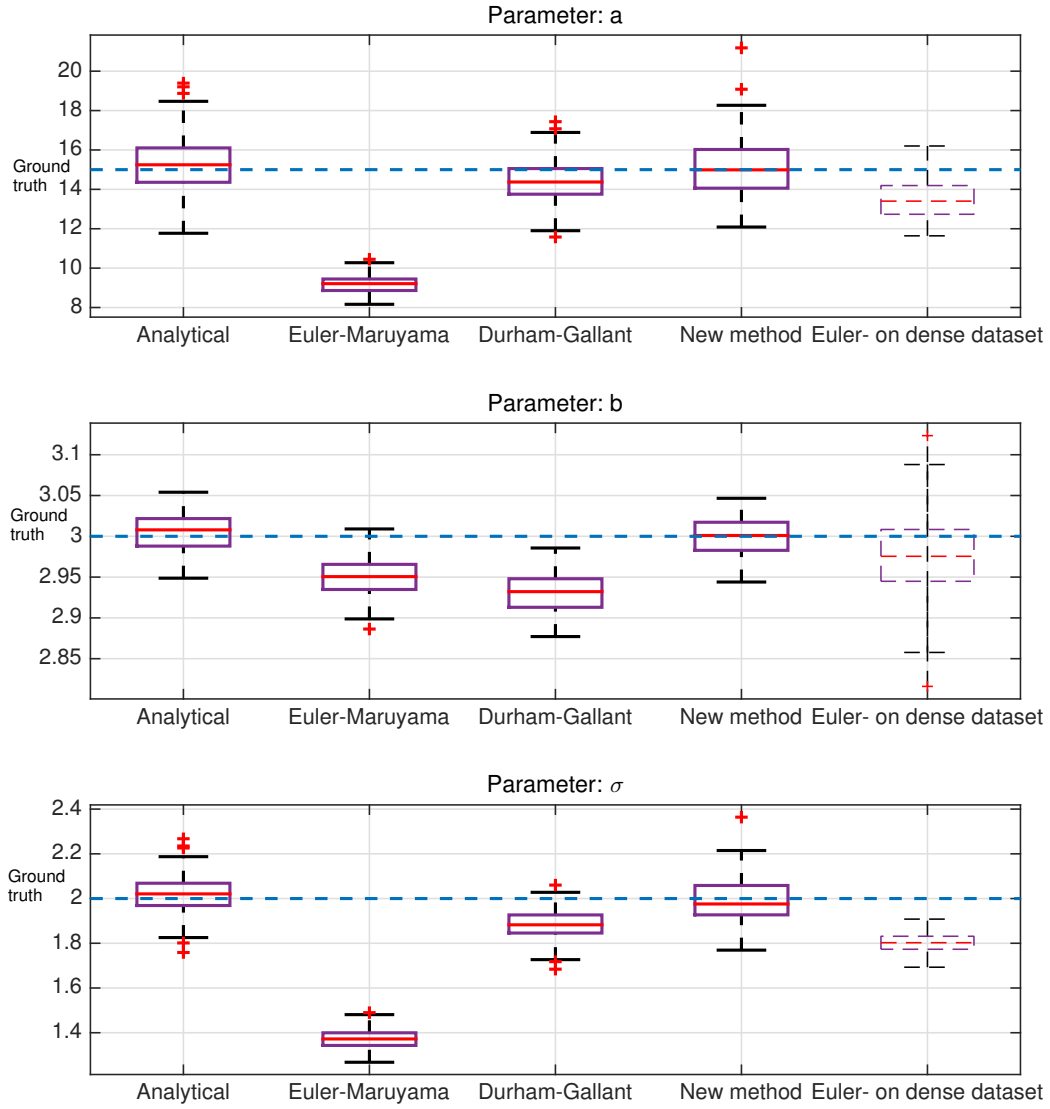 Parameter: a
20
18
16
Ground
truth
14
12
10
8
Analytical Euler-Maruyama Durham-Gallant New method Euler- on dense dataset
Parameter: b
3.1
3.05
Ground
truth
3
2.95
2.9
2.85
Analytical Euler-Maruyama Durham-Gallant New method Euler- on dense dataset
Parameter: σ
2.4
2.2
Ground
truth
2
1.8
1.6
1.4
Analytical Euler-Maruyama Durham-Gallant New method Euler- on dense dataset